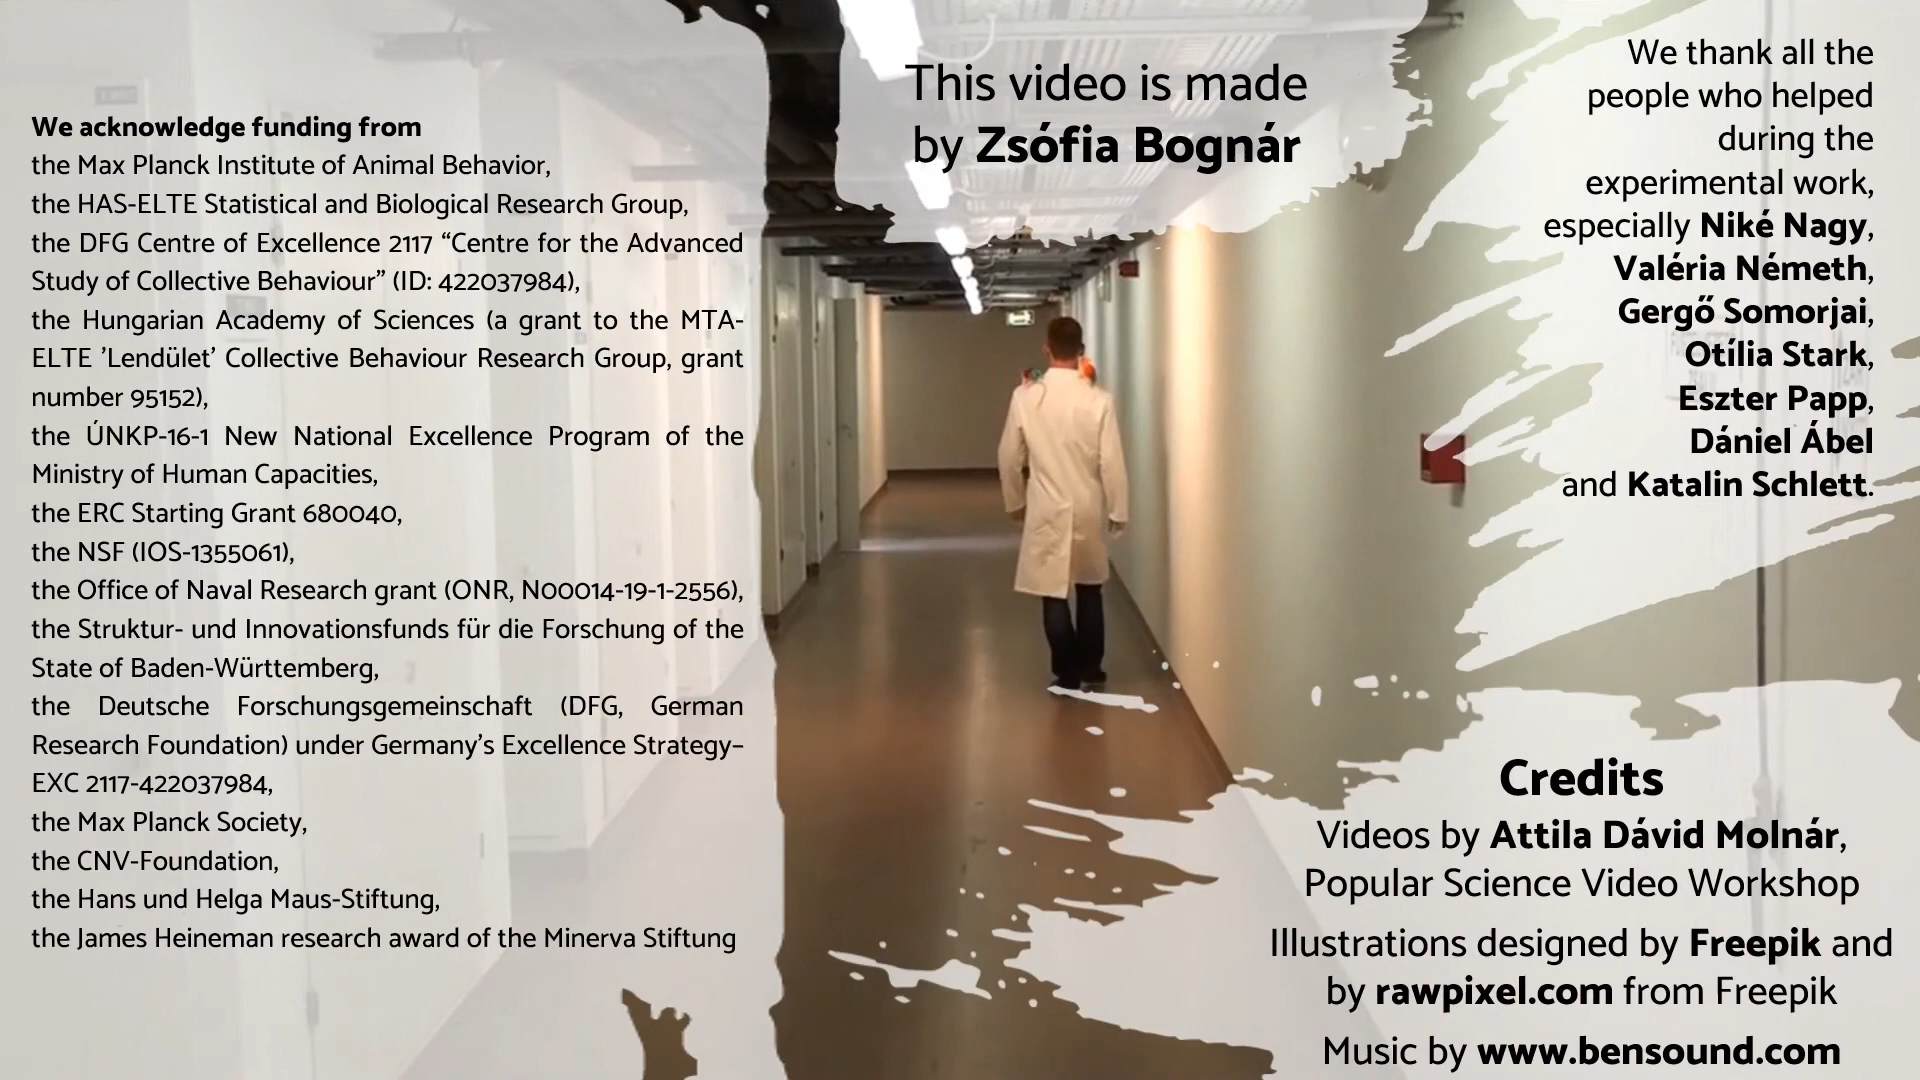 We acknowledge funding from
the Max Planck Institute of Animal Behavior,
the HAS-ELTE Statistical and Biological Research Group,
the DFG Centre of Excellence 2117 “Centre for the Advanced
Study of Collective Behaviour” (ID: 422037984),
the Hungarian Academy of Sciences (a grant to the MTA-
ELTE ’Lendület’ Collective Behaviour Research Group, grant
number 95152),
the ÚNKP-16-1 New National Excellence Program of the
Ministry of Human Capacities,
the ERC Starting Grant 680040,
the NSF (IOS-1355061),
the Office of Naval Research grant (ONR, N00014-19-1-2556),
the Struktur- und Innovationsfunds für die Forschung of the
State of Baden-Württemberg,
the Deutsche Forschungsgemeinschaft (DFG, German
Research Foundation) under Germany’s Excellence Strategy–
EXC 2117-422037984,
the Max Planck Society,
the CNV-Foundation,
the Hans und Helga Maus-Stiftung,
the James Heineman research award of the Minerva Stiftung
This video is made
by Zsófia Bognár
We thank all the
people who helped
during the
experimental work,
especially Niké Nagy,
Valéria Németh,
Gergő Somorjai,
Otília Stark,
Eszter Papp,
Dániel Ábel
and Katalin Schlett.
Credits
Videos by Attila Dávid Molnár,
Popular Science Video Workshop
Illustrations designed by Freepik and
by rawpixel.com from Freepik
Music by www.bensound.com